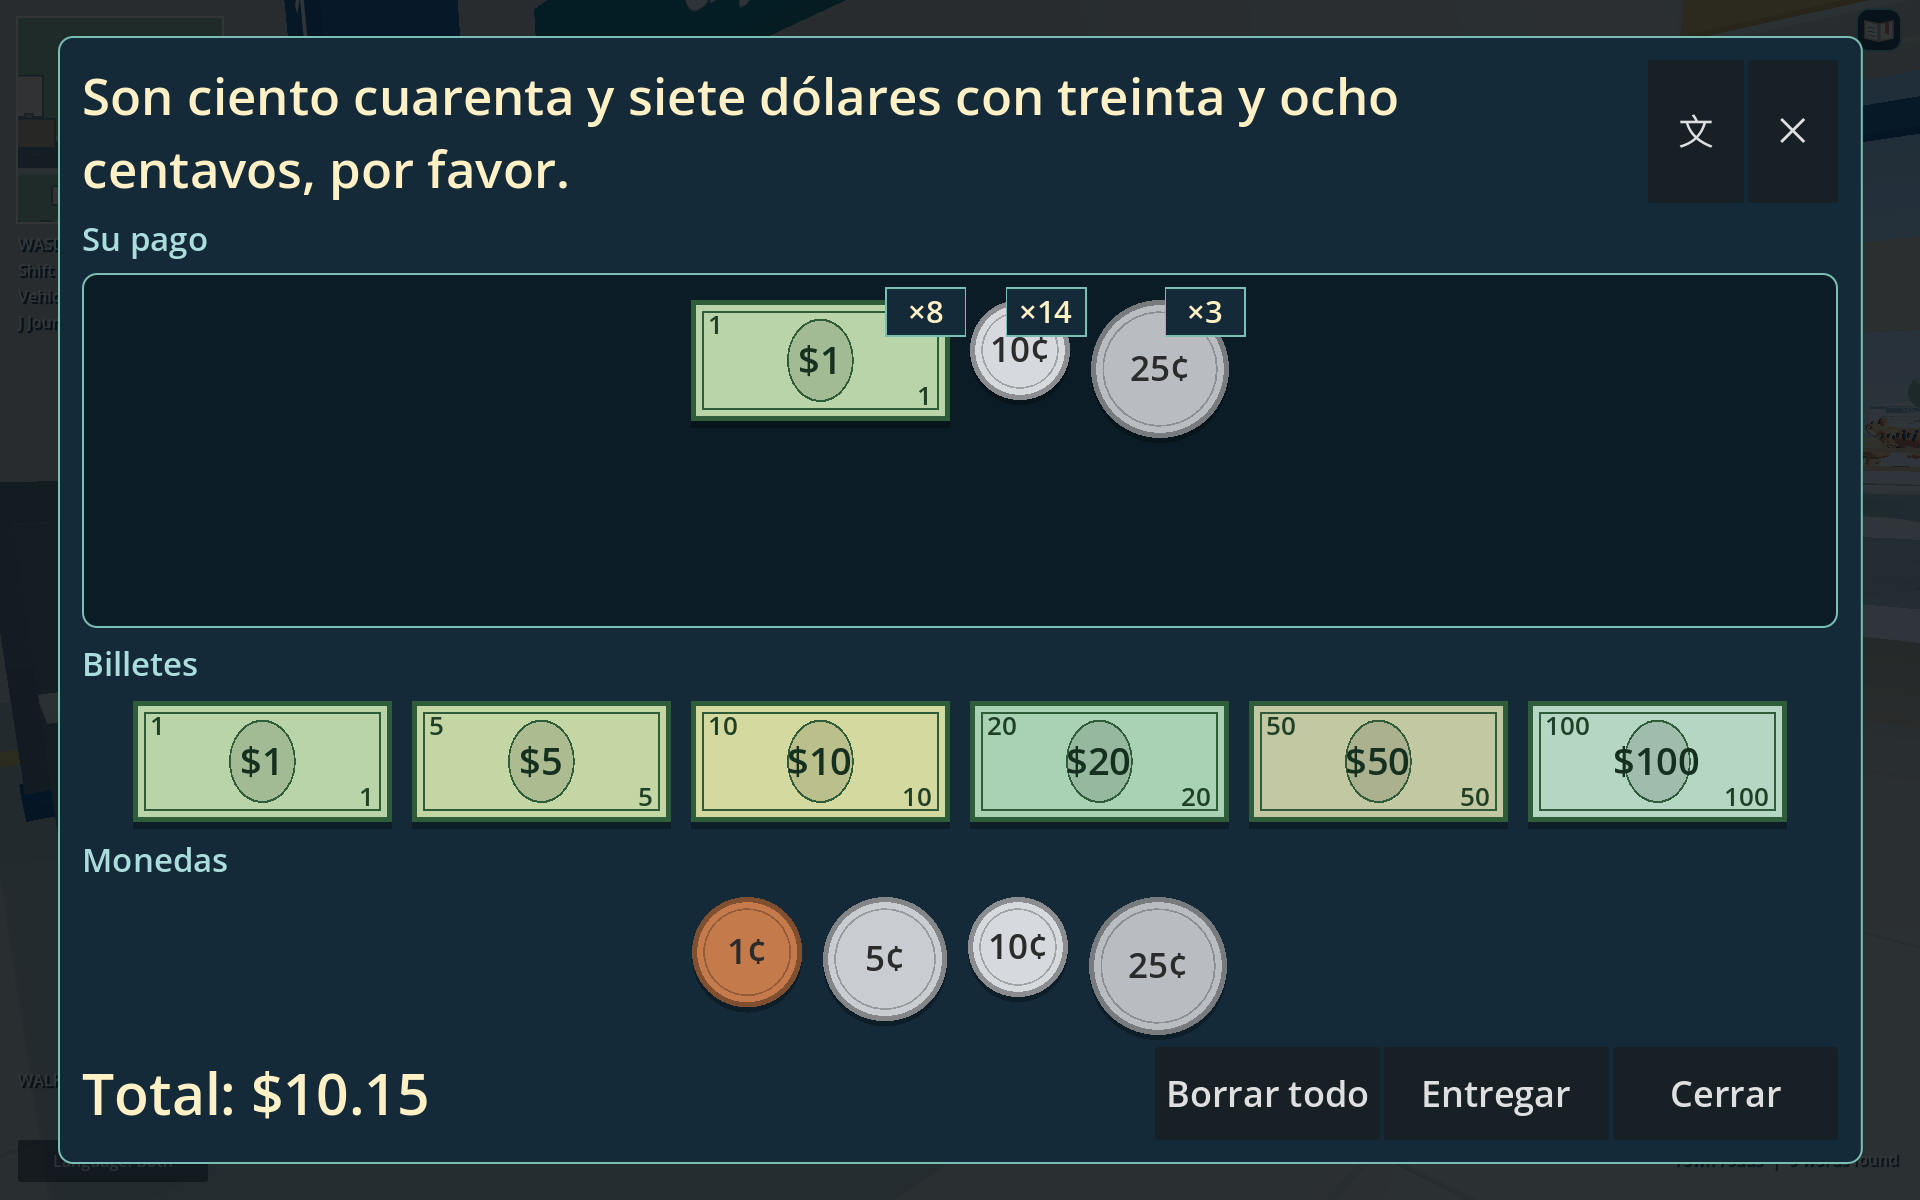 Son ciento cuarenta y siete dólares con treinta y ocho
centavos, por favor.
文
Su pago
1 $1 1 ×8
10¢ ×14
25¢ ×3
Billetes
1 $1 1
5 $5 5
10 $10 10
20 $20 20
50 $50 50
100 $100 100
Monedas
1¢ 5¢ 10¢ 25¢
Total: $10.15
Borrar todo Entregar Cerrar